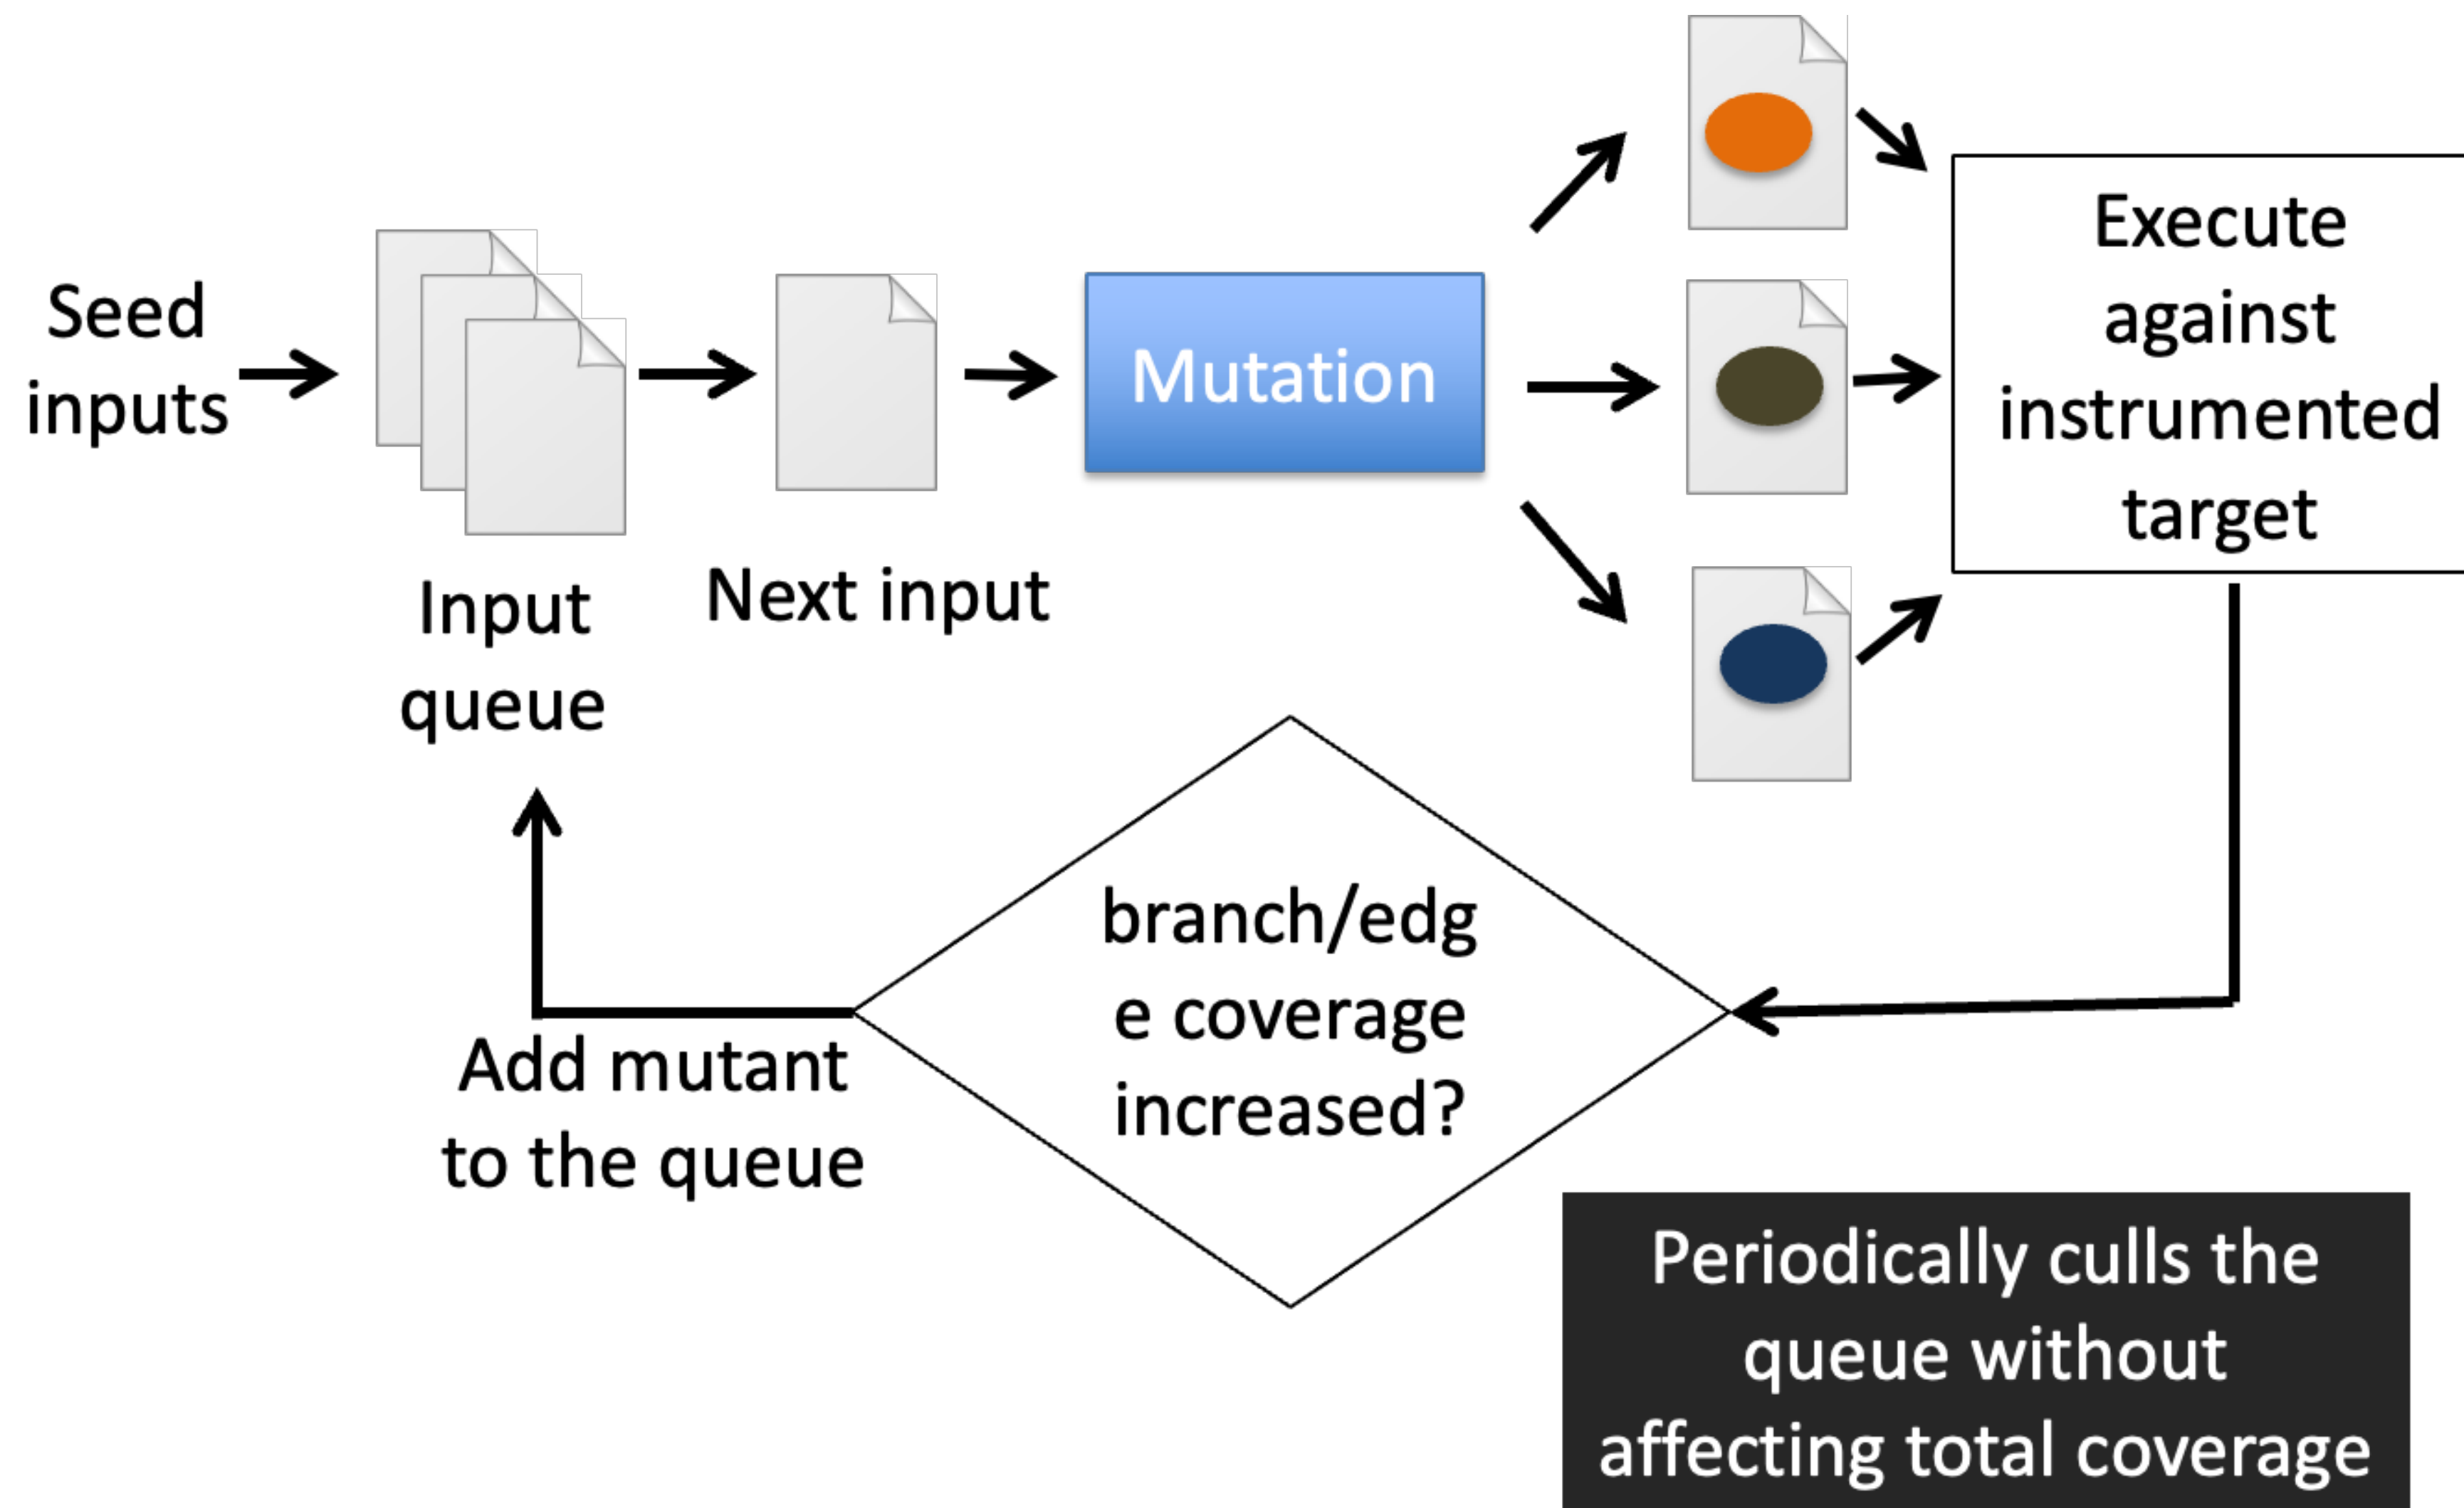 Seed
inputs
Input
queue
Next input
Mutation
Execute
against
instrumented
target
branch/edg
e coverage
increased?
Add mutant
to the queue
Periodically culls the
queue without
affecting total coverage